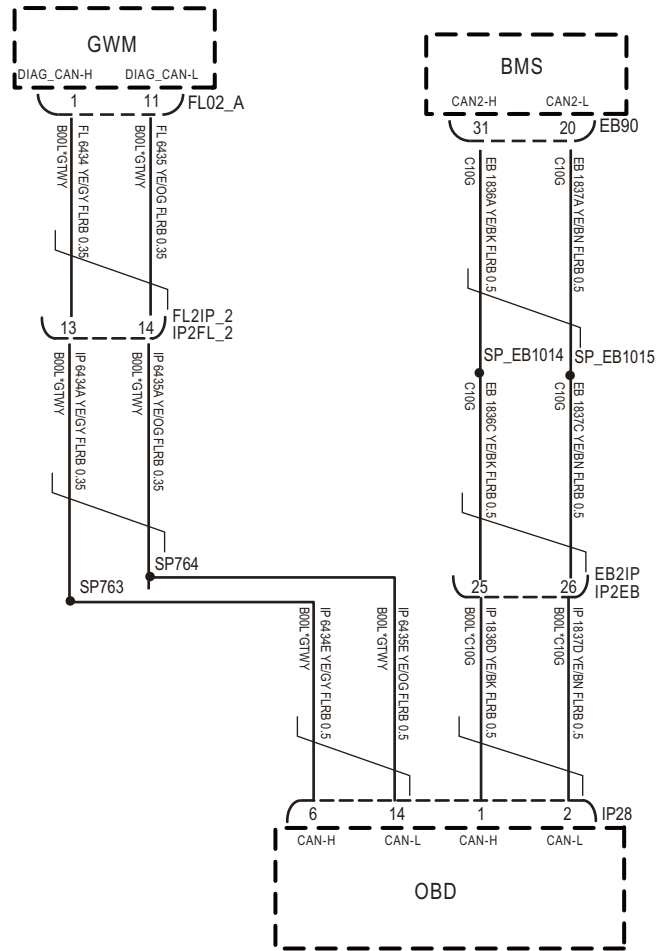 GWM
DIAG_CAN-H
DIAG_CAN-L
1
11
FL02_A
FL 6434 YE/GY FLRB 0.35
B00L*GTWY
FL 6435 YE/OG FLRB 0.35
B00L*GTWY
FL2IP_2
IP2FL_2
13
14
IP 6434A YE/GY FLRB 0.35
B00L*GTWY
IP 6435A YE/OG FLRB 0.35
B00L*GTWY
SP764
SP763
IP 6434E YE/GY FLRB 0.5
B00L*GTWY
IP 6435E YE/OG FLRB 0.5
B00L*GTWY
BMS
CAN2-H
CAN2-L
31
20
EB90
EB 1836A YE/BK FLRB 0.5
C10G
EB 1837A YE/BN FLRB 0.5
C10G
SP_EB1014
SP_EB1015
EB 1836C YE/BK FLRB 0.5
C10G
EB 1837C YE/BN FLRB 0.5
C10G
25
26
EB2IP
IP2EB
IP 1836D YE/BK FLRB 0.5
B00L*C10G
IP 1837D YE/BN FLRB 0.5
B00L*C10G
6
14
1
2
IP28
CAN-H
CAN-L
CAN-H
CAN-L
OBD